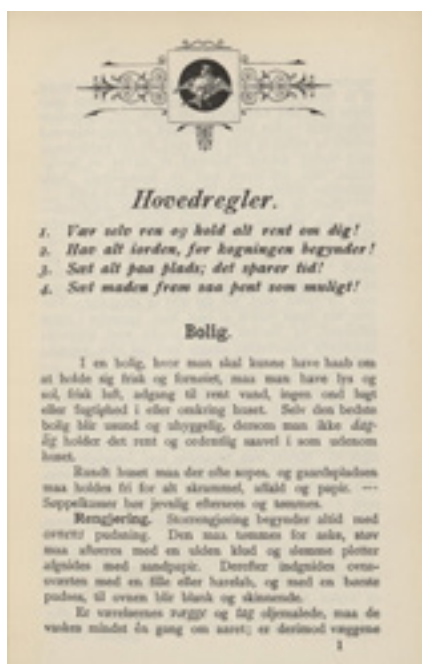 Hovedregler.
1. Vær selv ren og hold alt rent om dig!
2. Hav alt iorden, før kogningen begynder!
3. Sæt alt paa plads; det sparer tid!
4. Sæt maden frem saa pent som muligt!
Bolig.
I en bolig, hvor man skal kunne have haab om
at holde sig frisk og fornøiet, maa man have lys og
sol, frisk luft, adgang til rent vand, ingen ond lugt
eller fugtighed i eller omkring huset. Selv den bedste
bolig blir usund og uhyggelig, dersom man ikke dag-
lig holder det rent og ordentlig saavel i som udenom
huset.
Rundt huset maa der ofte sopes, og gaardspladsen
maa holdes fri for alt skrammel, affald og papir. —
Søppelkasser bør jevnlig efterses og tømmes.
Rengjøring. Storrengjøring begynder altid med
ovnens pudsning. Den maa tømmes for aske, støv
maa aftørres med en ulden klud og slemme pletter
afgnides med sandpapir. Derefter indgnides ovns-
sværten med en fille eller harelab, og med en børste
pudses, til ovnen blir blank og skinnende.
Er værelsernes vægge og tag oljemalede, maa de
vaskes mindst én gang om aaret; er derimod væggene
1